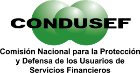 CONDUSEF
Comisión Nacional para la Protección
y Defensa de los Usuarios de
Servicios Financieros